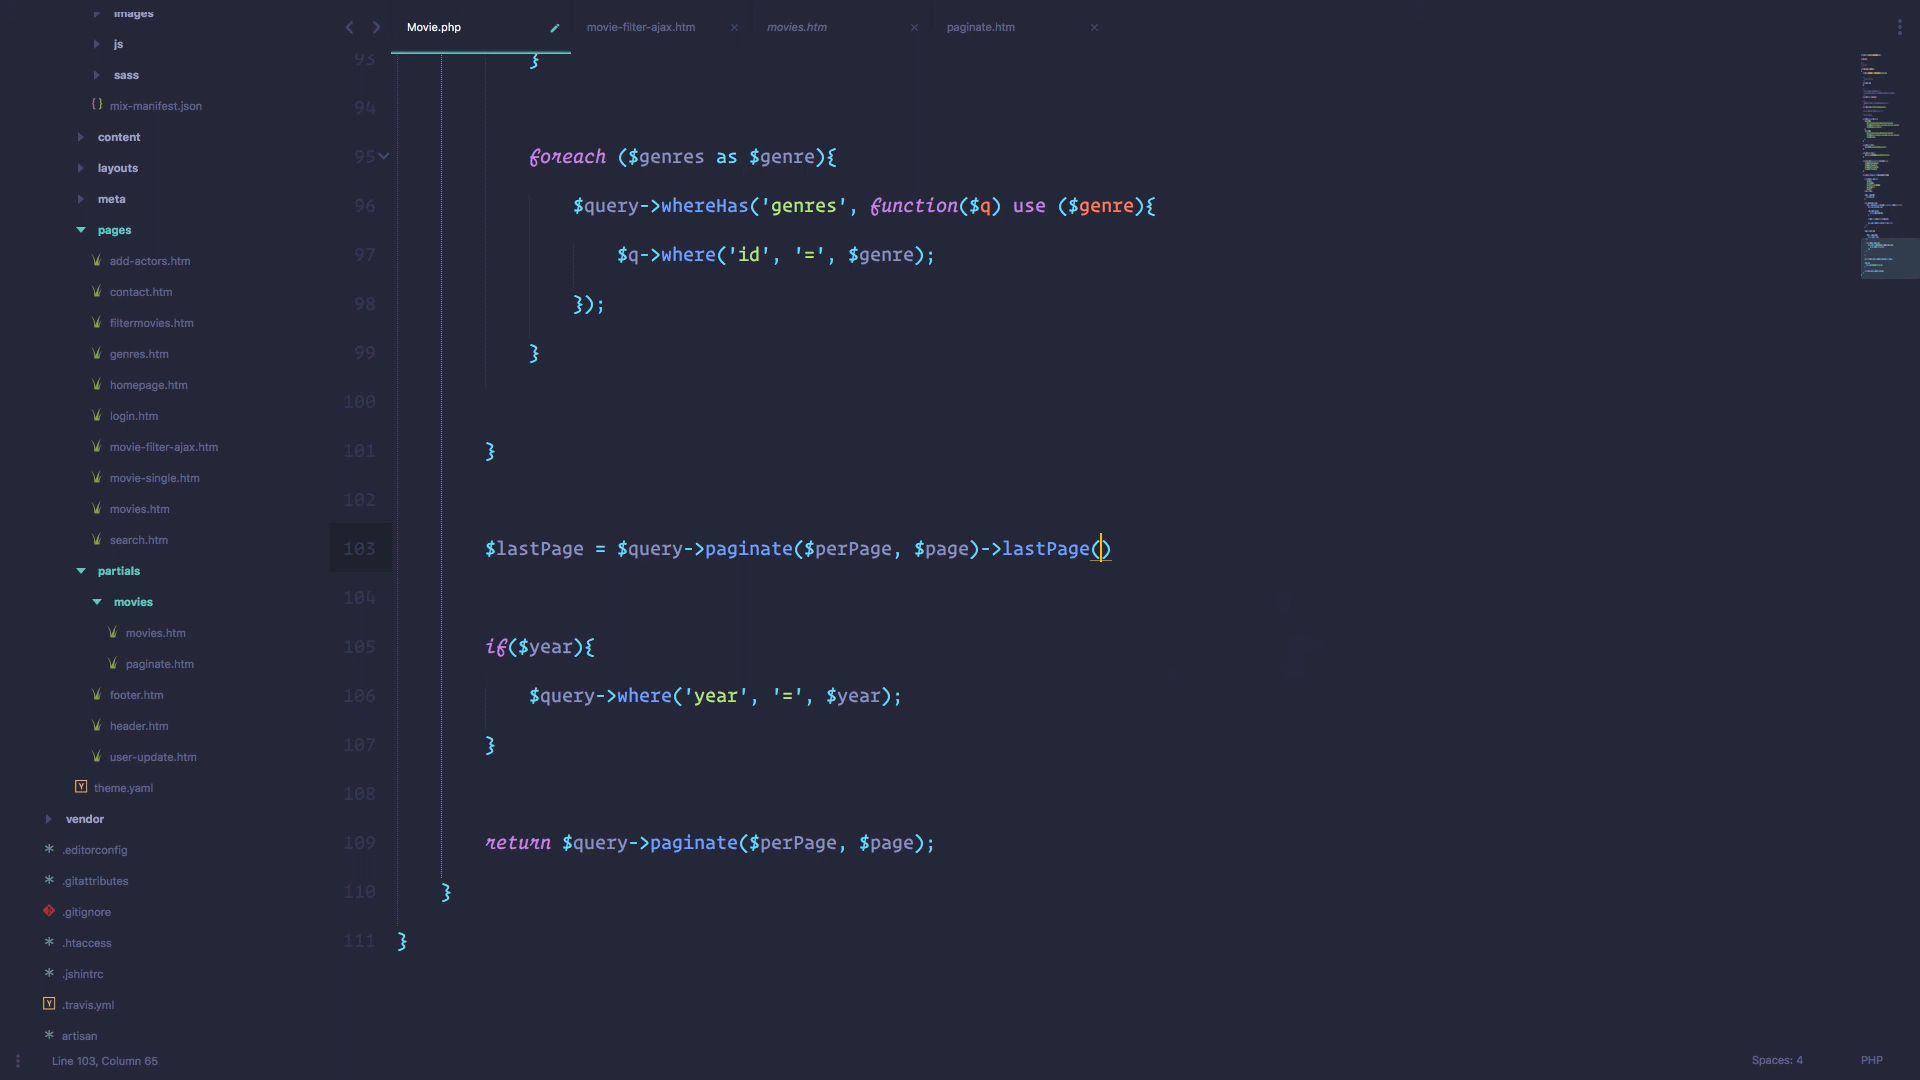 images
js
sass
mix-manifest.json
content
layouts
meta
pages
add-actors.htm
contact.htm
filtermovies.htm
genres.htm
homepage.htm
login.htm
movie-filter-ajax.htm
movie-single.htm
movies.htm
search.htm
partials
movies
movies.htm
paginate.htm
footer.htm
header.htm
user-update.htm
theme.yaml
vendor
.editorconfig
.gitattributes
.gitignore
.htaccess
.jshintrc
.travis.yml
artisan
Movie.php
movie-filter-ajax.htm
movies.htm
paginate.htm
93 }
94
95 foreach ($genres as $genre){
96 $query->whereHas('genres', function($q) use ($genre){
97 $q->where('id', '=', $genre);
98 });
99 }
100
101 }
102
103 $lastPage = $query->paginate($perPage, $page)->lastPage()
104
105 if($year){
106 $query->where('year', '=', $year);
107 }
108
109 return $query->paginate($perPage, $page);
110 }
111 }
Line 103, Column 65
Spaces: 4
PHP